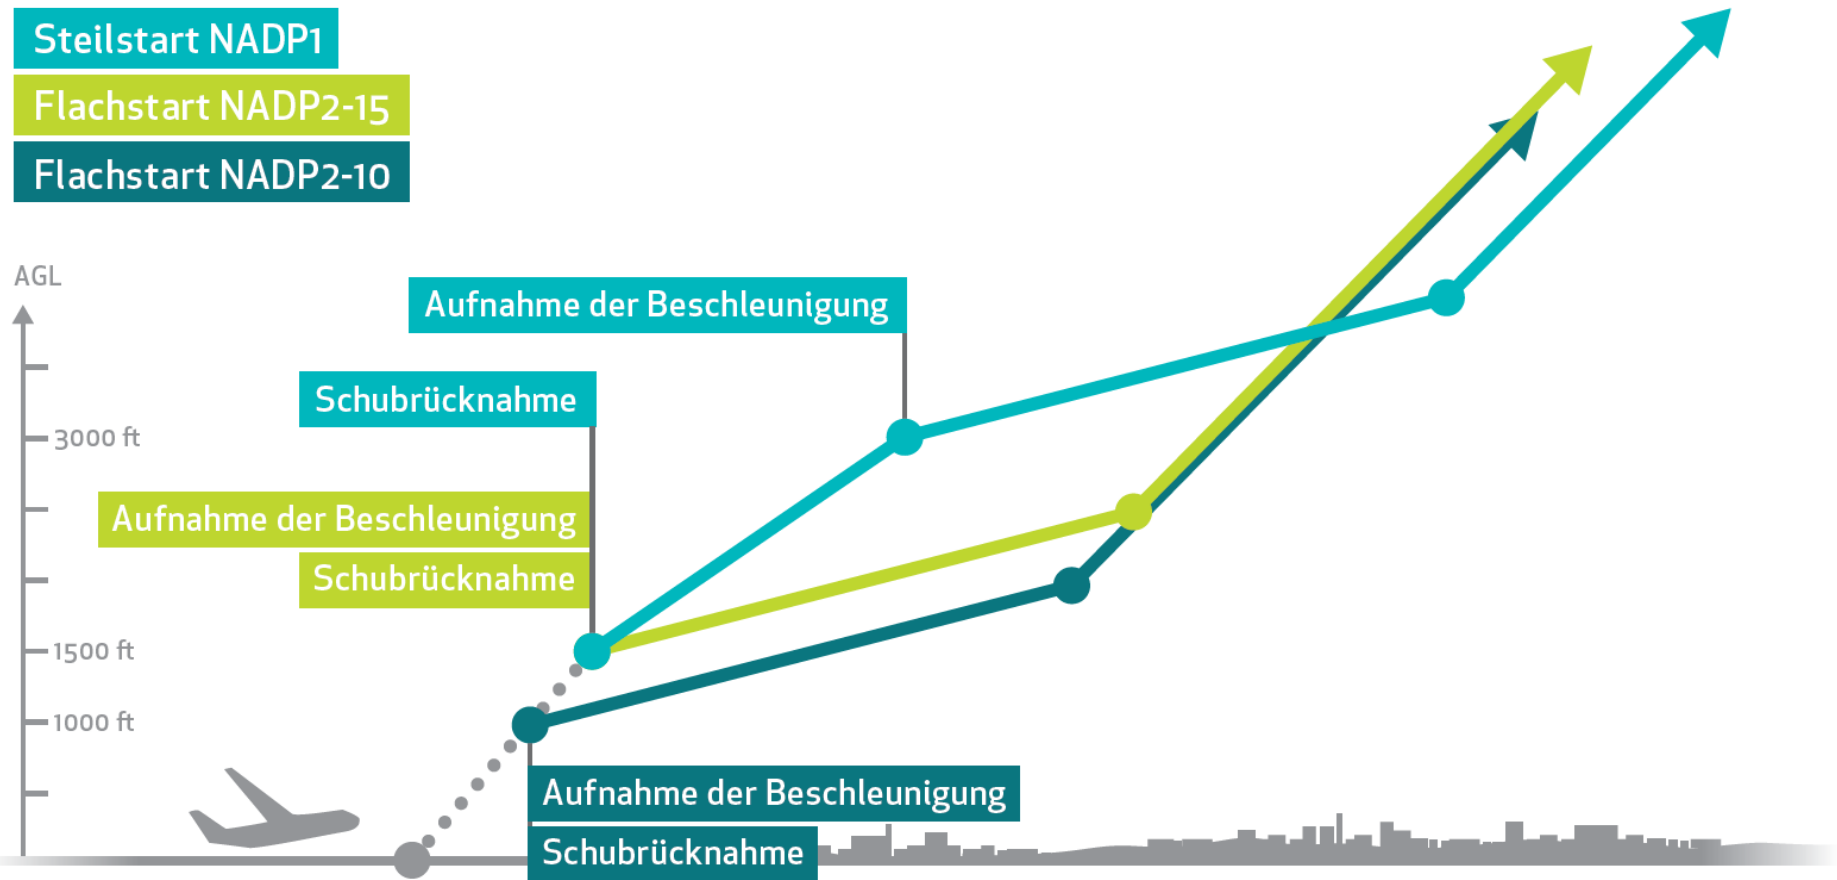 Steilstart NADP1
Flachstart NADP2-15
Flachstart NADP2-10
AGL
Aufnahme der Beschleunigung
Schubrücknahme
3000 ft
Aufnahme der Beschleunigung
Schubrücknahme
1500 ft
1000 ft
Aufnahme der Beschleunigung
Schubrücknahme